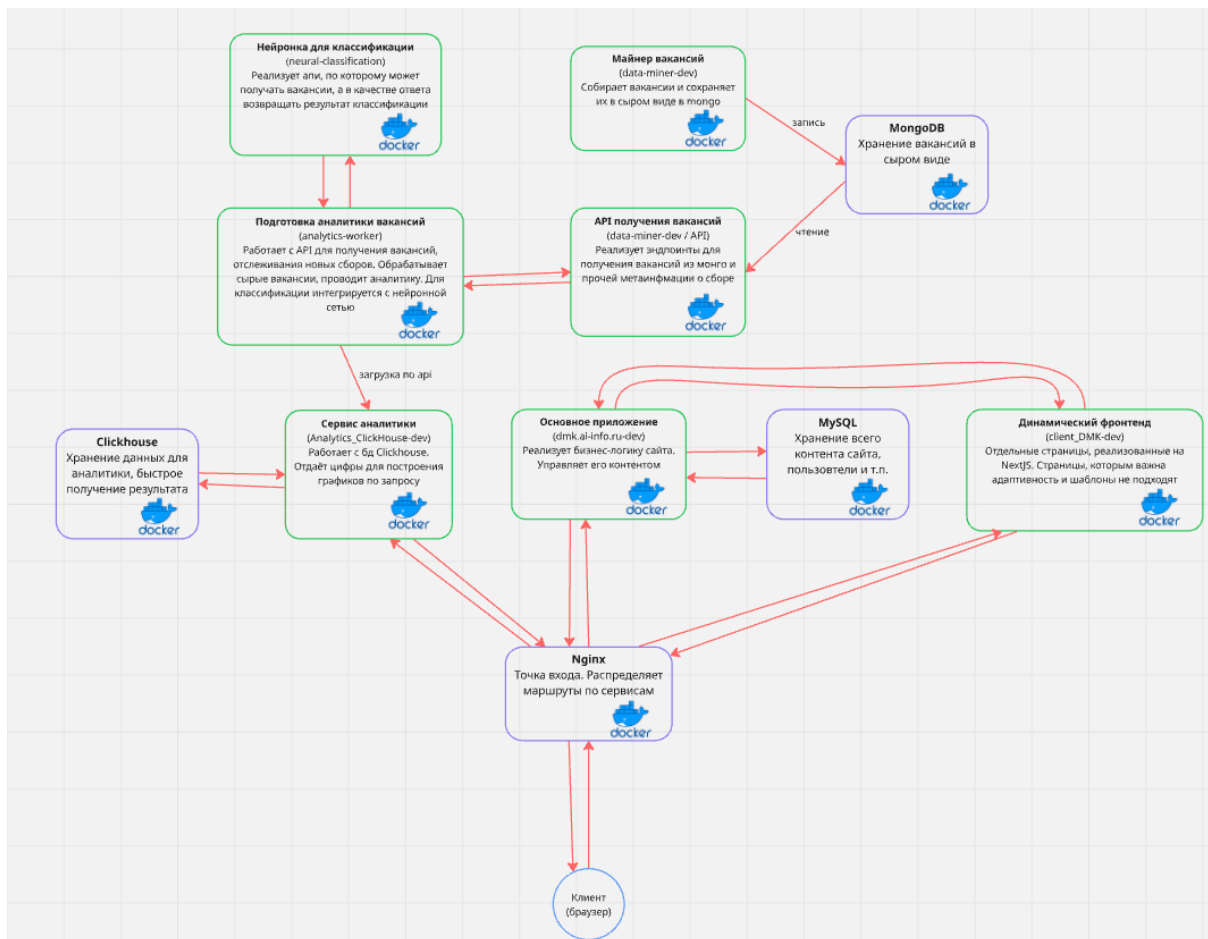 Нейронка для классификации
(neural-classification)
Реализует апи, по которому может
получать вакансии, а в качестве ответа
возвращать результат классификации
docker
Майнер вакансий
(data-miner-dev)
Собирает вакансии и сохраняет
их в сыром виде в mongo
docker
запись
MongoDB
Хранение вакансий в
сыром виде
docker
Подготовка аналитики вакансий
(analytics-worker)
Работает с API для получения вакансий,
отслеживания новых сборов. Обрабатывает
сырые вакансии, проводит аналитику. Для
классификации интегрируется с нейронной
сетью
docker
API получения вакансий
(data-miner-dev / API)
Реализует эндпоинты для
получения вакансий из монго и
прочей метаинфмации о сборе
docker
чтение
загрузка по api
Clickhouse
Хранение данных для
аналитики, быстрое
получение результата
docker
Сервис аналитики
(Analytics_ClickHouse-dev)
Работает с бд Clickhouse.
Отдаёт цифры для построения
графиков по запросу
docker
Основное приложение
(dmk.ai-info.ru-dev)
Реализует бизнес-логику сайта.
Управляет его контентом
docker
MySQL
Хранение всего
контента сайта,
пользовтели и т.п.
docker
Динамический фронтенд
(client_DMK-dev)
Отдельные страницы, реализованные на
NextJS. Страницы, которым важна
адаптивность и шаблоны не подходят
docker
Nginx
Точка входа. Распределяет
маршруты по сервисам
docker
Клиент
(браузер)